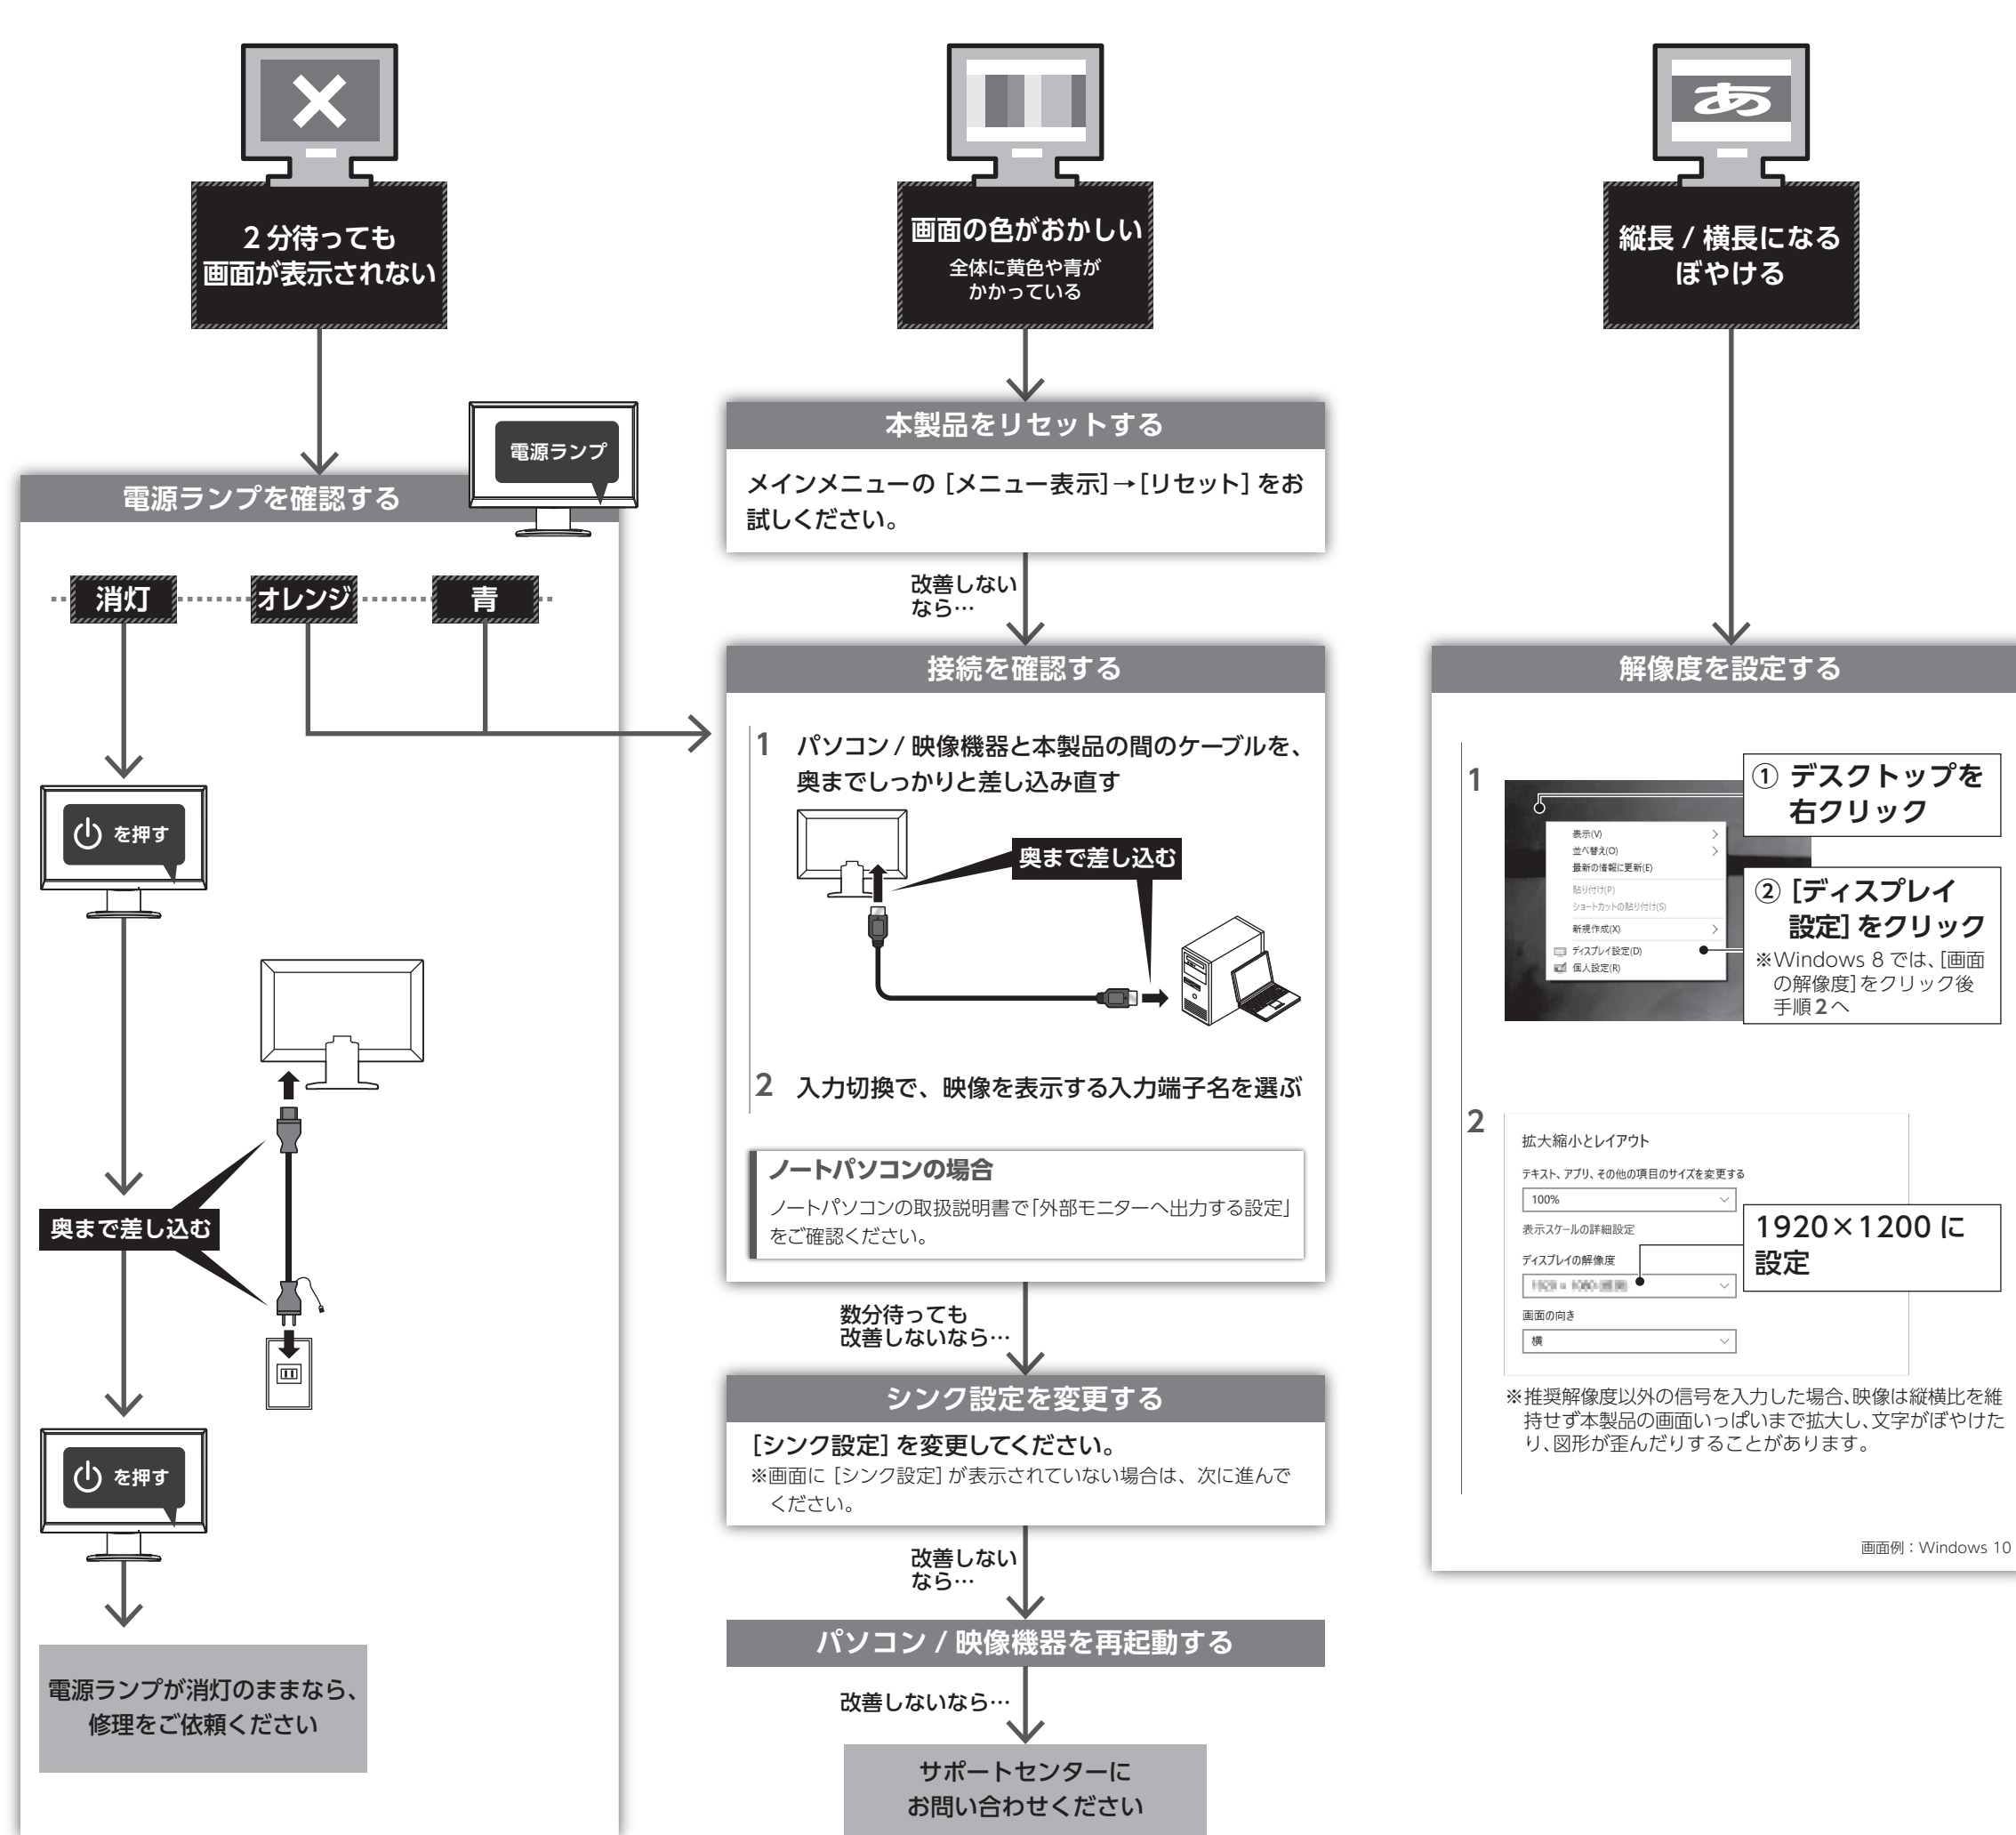 2分待っても
画面が表示されない
電源ランプ
電源ランプを確認する
消灯
オレンジ
青
を押す
奥まで差し込む
を押す
電源ランプが消灯のままなら、
修理をご依頼ください
画面の色がおかしい
全体に黄色や青が
かかっている
本製品をリセットする
メインメニューの［メニュー表示］→［リセット］をお
試しください。
改善しない
なら…
接続を確認する
1 パソコン / 映像機器と本製品の間のケーブルを、
奥までしっかりと差し込み直す
奥まで差し込む
2 入力切換で、映像を表示する入力端子名を選ぶ
ノートパソコンの場合
ノートパソコンの取扱説明書で「外部モニターへ出力する設定」
をご確認ください。
数分待っても
改善しないなら…
シンク設定を変更する
［シンク設定］を変更してください。
※画面に［シンク設定］が表示されていない場合は、次に進んで
ください。
改善しない
なら…
パソコン / 映像機器を再起動する
改善しないなら…
サポートセンターに
お問い合わせください
あ
縦長 / 横長になる
ぼやける
解像度を設定する
1
① デスクトップを
右クリック
表示(V)
並べ替え(O)
最新の情報に更新(E)
貼り付け(P)
ショートカットの貼り付け(S)
新規作成(X)
ディスプレイ設定(D)
個人設定(R)
② ［ディスプレイ
設定］をクリック
※Windows 8 では、［画面
の解像度］をクリック後
手順2へ
2
拡大縮小とレイアウト
テキスト、アプリ、その他の項目のサイズを変更する
100%
表示スケールの詳細設定
ディスプレイの解像度
画面の向き
横
1920×1200 に
設定
※推奨解像度以外の信号を入力した場合、映像は縦横比を維
持せず本製品の画面いっぱいまで拡大し、文字がぼやけた
り、図形が歪んだりすることがあります。
画面例：Windows 10